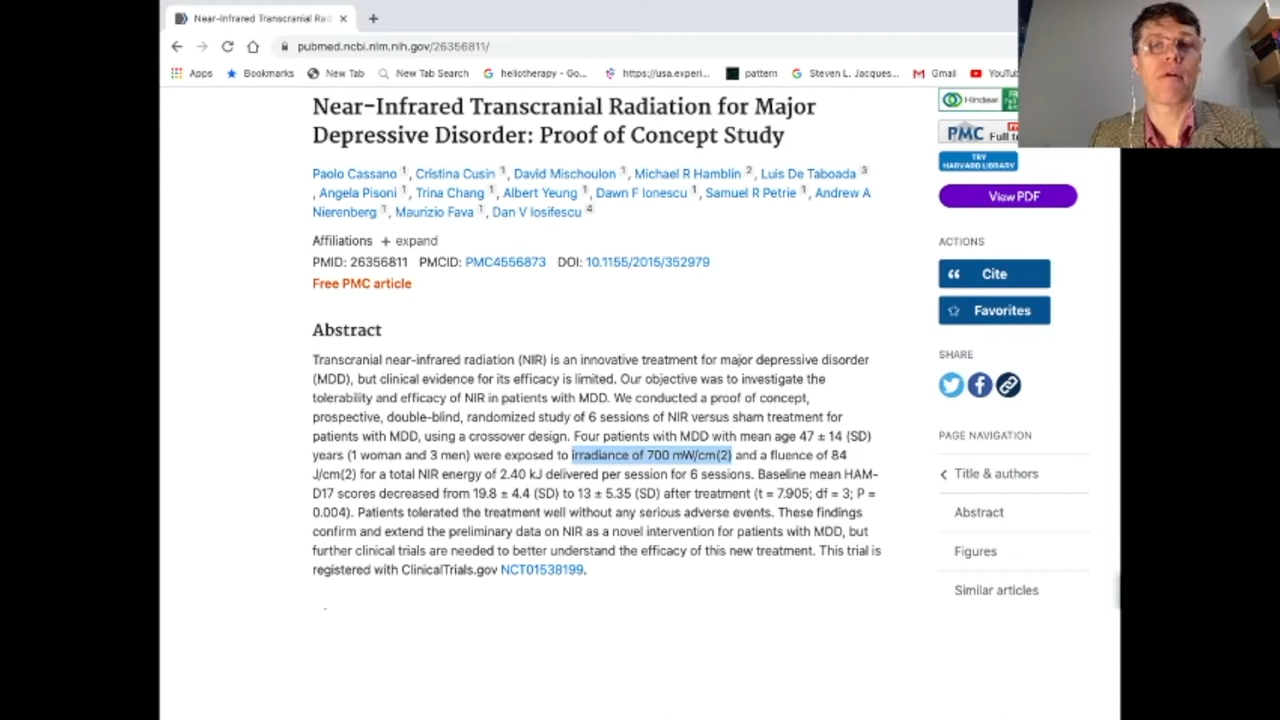 Near-Infrared Transcranial Rad
pubmed.ncbi.nlm.nih.gov/26356811/
Apps Bookmarks New Tab New Tab Search heliotherapy - Go... https://usa.experi... pattern Steven L. Jacques... Gmail YouTu
Near-Infrared Transcranial Radiation for Major
Depressive Disorder: Proof of Concept Study
Paolo Cassano 1, Cristina Cusin 1, David Mischoulon 1, Michael R Hamblin 2, Luis De Taboada 3
, Angela Pisoni 1, Trina Chang 1, Albert Yeung 1, Dawn F Ionescu 1, Samuel R Petrie 1, Andrew A
Nierenberg 1, Maurizio Fava 1, Dan V Iosifescu 4
Affiliations + expand
PMID: 26356811 PMCID: PMC4556873 DOI: 10.1155/2015/352979
Free PMC article
Abstract
Transcranial near-infrared radiation (NIR) is an innovative treatment for major depressive disorder
(MDD), but clinical evidence for its efficacy is limited. Our objective was to investigate the
tolerability and efficacy of NIR in patients with MDD. We conducted a proof of concept,
prospective, double-blind, randomized study of 6 sessions of NIR versus sham treatment for
patients with MDD, using a crossover design. Four patients with MDD with mean age 47 ± 14 (SD)
years (1 woman and 3 men) were exposed to irradiance of 700 mW/cm(2) and a fluence of 84
J/cm(2) for a total NIR energy of 2.40 kJ delivered per session for 6 sessions. Baseline mean HAM-
D17 scores decreased from 19.8 ± 4.4 (SD) to 13 ± 5.35 (SD) after treatment (t = 7.905; df = 3; P =
0.004). Patients tolerated the treatment well without any serious adverse events. These findings
confirm and extend the preliminary data on NIR as a novel intervention for patients with MDD, but
further clinical trials are needed to better understand the efficacy of this new treatment. This trial is
registered with ClinicalTrials.gov NCT01538199.
Hindawi
PMC Full t
TRY
HARVARD LIBRARY
View PDF
ACTIONS
Cite
Favorites
SHARE
PAGE NAVIGATION
Title & authors
Abstract
Figures
Similar articles